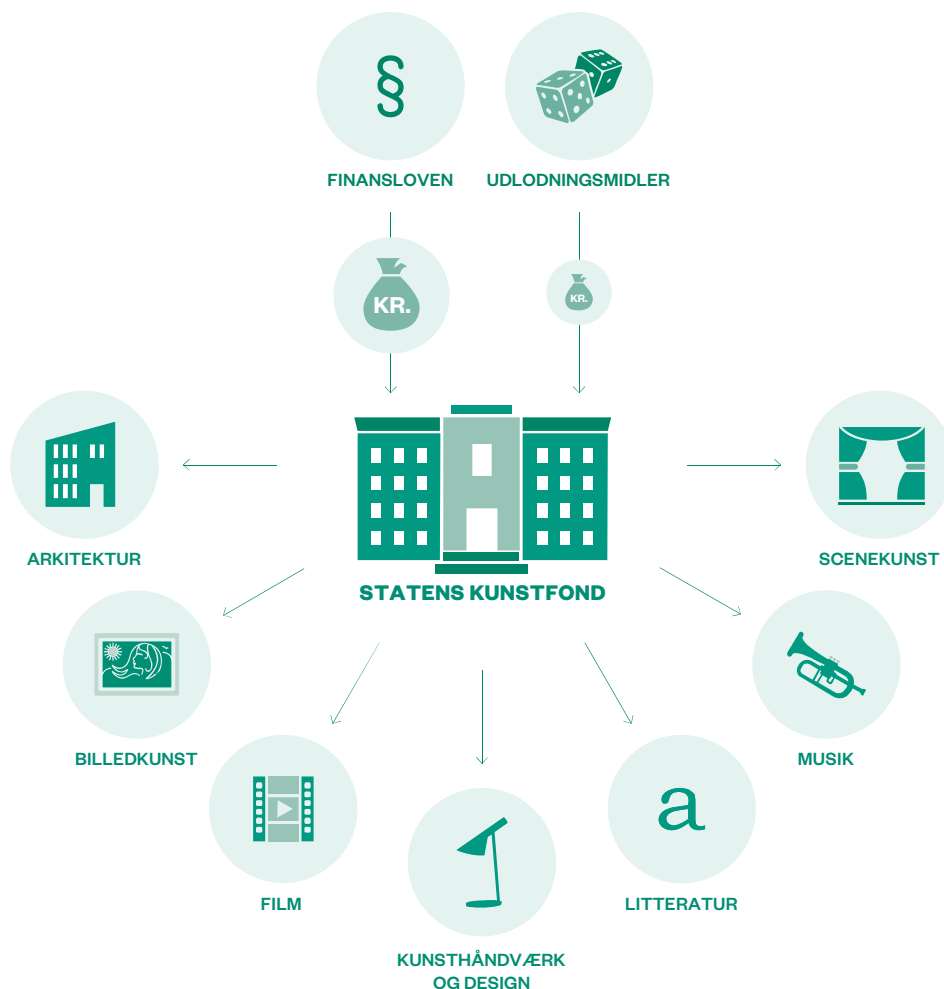 §
FINANSLOVEN
UDLODNINGSMIDLER
KR.
KR.
STATENS KUNSTFOND
ARKITEKTUR
SCENEKUNST
BILLEDKUNST
MUSIK
FILM
a
LITTERATUR
KUNSTHÅNDVÆRK
OG DESIGN